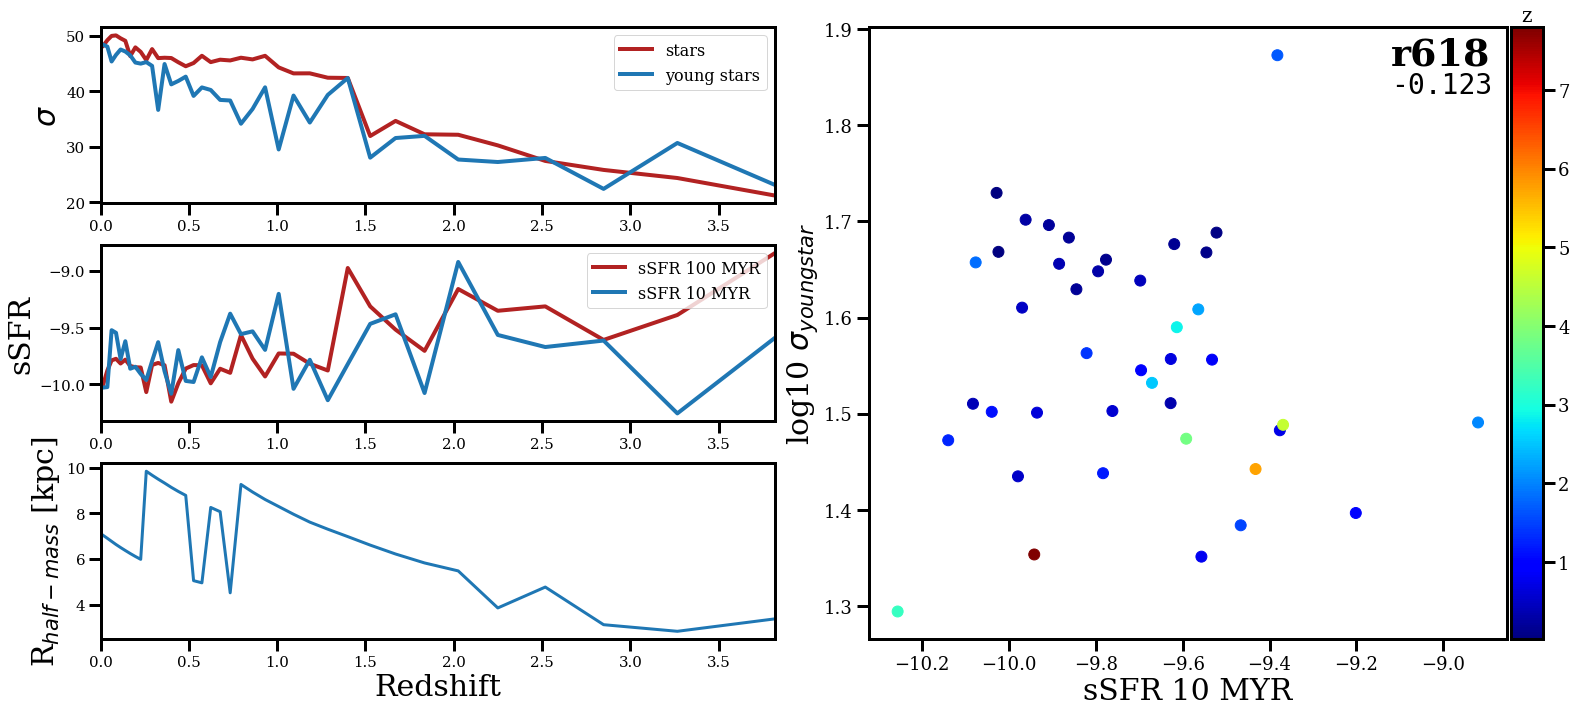 50
40
30
20
σ
stars
young stars
0.0 0.5 1.0 1.5 2.0 2.5 3.0 3.5
−9.0
−9.5
−10.0
sSFR
sSFR 100 MYR
sSFR 10 MYR
0.0 0.5 1.0 1.5 2.0 2.5 3.0 3.5
10
8
6
4
R_{half−mass} [kpc]
0.0 0.5 1.0 1.5 2.0 2.5 3.0 3.5
Redshift
1.9
1.8
1.7
1.6
1.5
1.4
1.3
log10 σ_{youngstar}
r618
-0.123
−10.2 −10.0 −9.8 −9.6 −9.4 −9.2 −9.0
sSFR 10 MYR
z
7
6
5
4
3
2
1